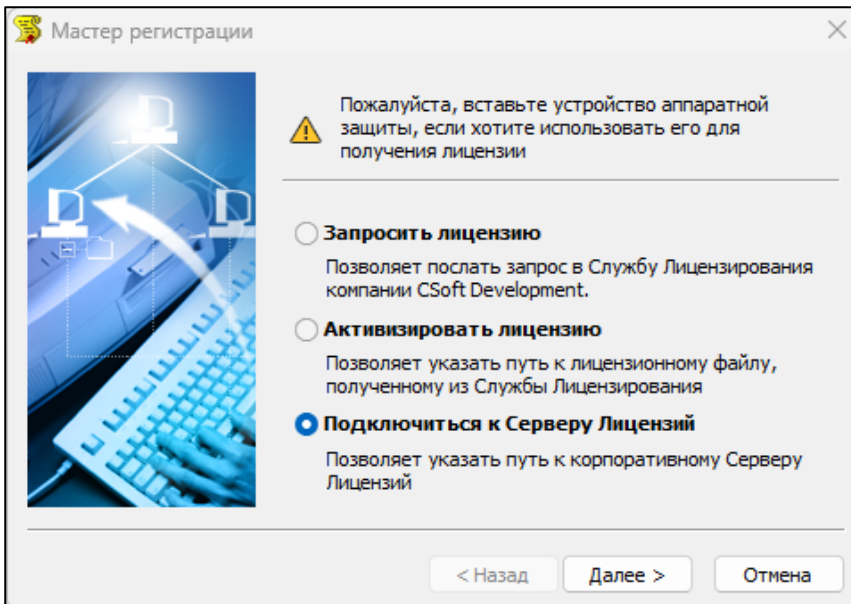 Мастер регистрации
Пожалуйста, вставьте устройство аппаратной
защиты, если хотите использовать его для
получения лицензии
Запросить лицензию
Позволяет послать запрос в Службу Лицензирования
компании CSoft Development.
Активизировать лицензию
Позволяет указать путь к лицензионному файлу,
полученному из Службы Лицензирования
Подключиться к Серверу Лицензий
Позволяет указать путь к корпоративному Серверу
Лицензий
< Назад
Далее >
Отмена